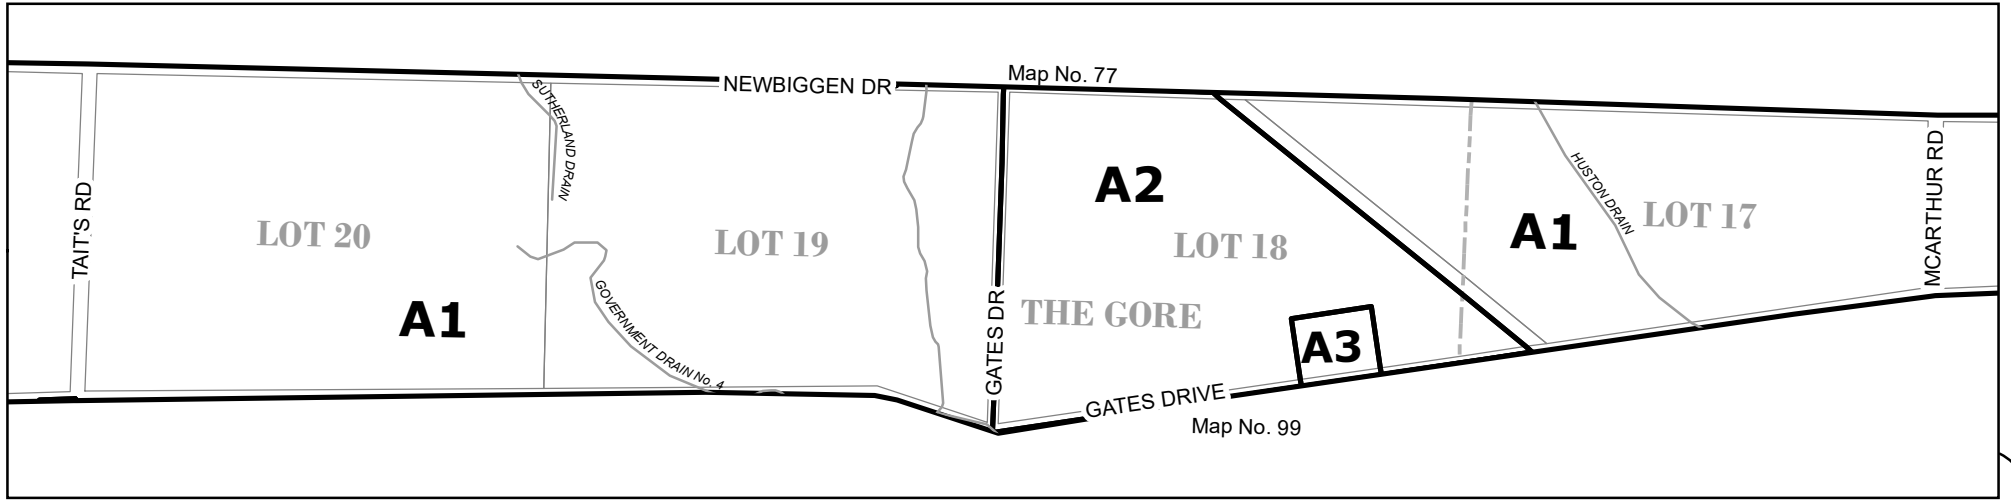 Map No. 77
NEWBIGGEN DR
SUTHERLAND DRAIN
TAIT'S RD
LOT 20
A1
LOT 19
GOVERNMENT DRAIN No. 4
GATES DR
A2
LOT 18
THE GORE
A3
GATES DRIVE
Map No. 99
A1
HUSTON DRAIN
LOT 17
MCARTHUR RD